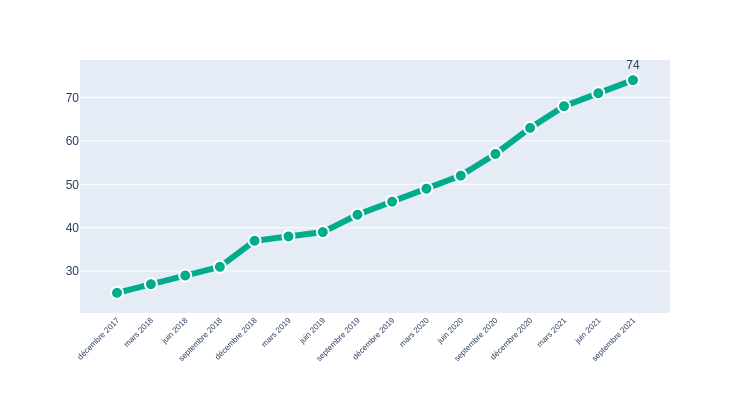 74
70
60
50
40
30
décembre 2017
mars 2018
juin 2018
septembre 2018
décembre 2018
mars 2019
juin 2019
septembre 2019
décembre 2019
mars 2020
juin 2020
septembre 2020
décembre 2020
mars 2021
juin 2021
septembre 2021